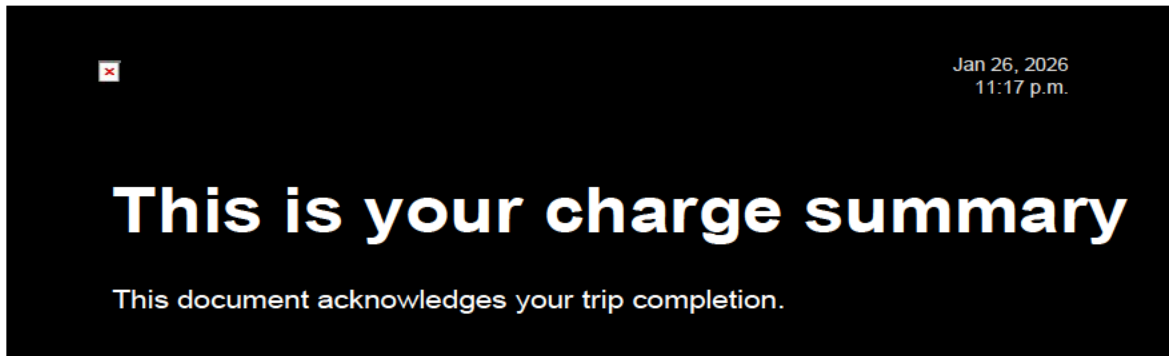 Jan 26, 2026
11:17 p.m.
This is your charge summary
This document acknowledges your trip completion.